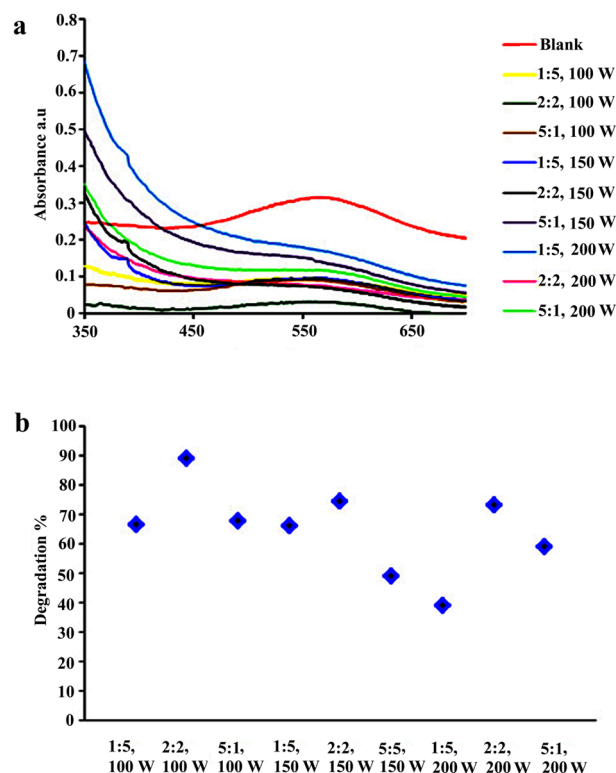 a
0.8
0.7
0.6
0.5
0.4
0.3
0.2
0.1
0
Absorbance a.u
350
450
550
650
Blank
1:5, 100 W
2:2, 100 W
5:1, 100 W
1:5, 150 W
2:2, 150 W
5:1, 150 W
1:5, 200 W
2:2, 200 W
5:1, 200 W
b
100
90
80
70
60
50
40
30
20
10
0
Degradation %
1:5, 2:2, 5:1, 1:5, 2:2, 5:5, 1:5, 2:2, 5:1,
100 W 100 W 100 W 150 W 150 W 150 W 200 W 200 W 200 W